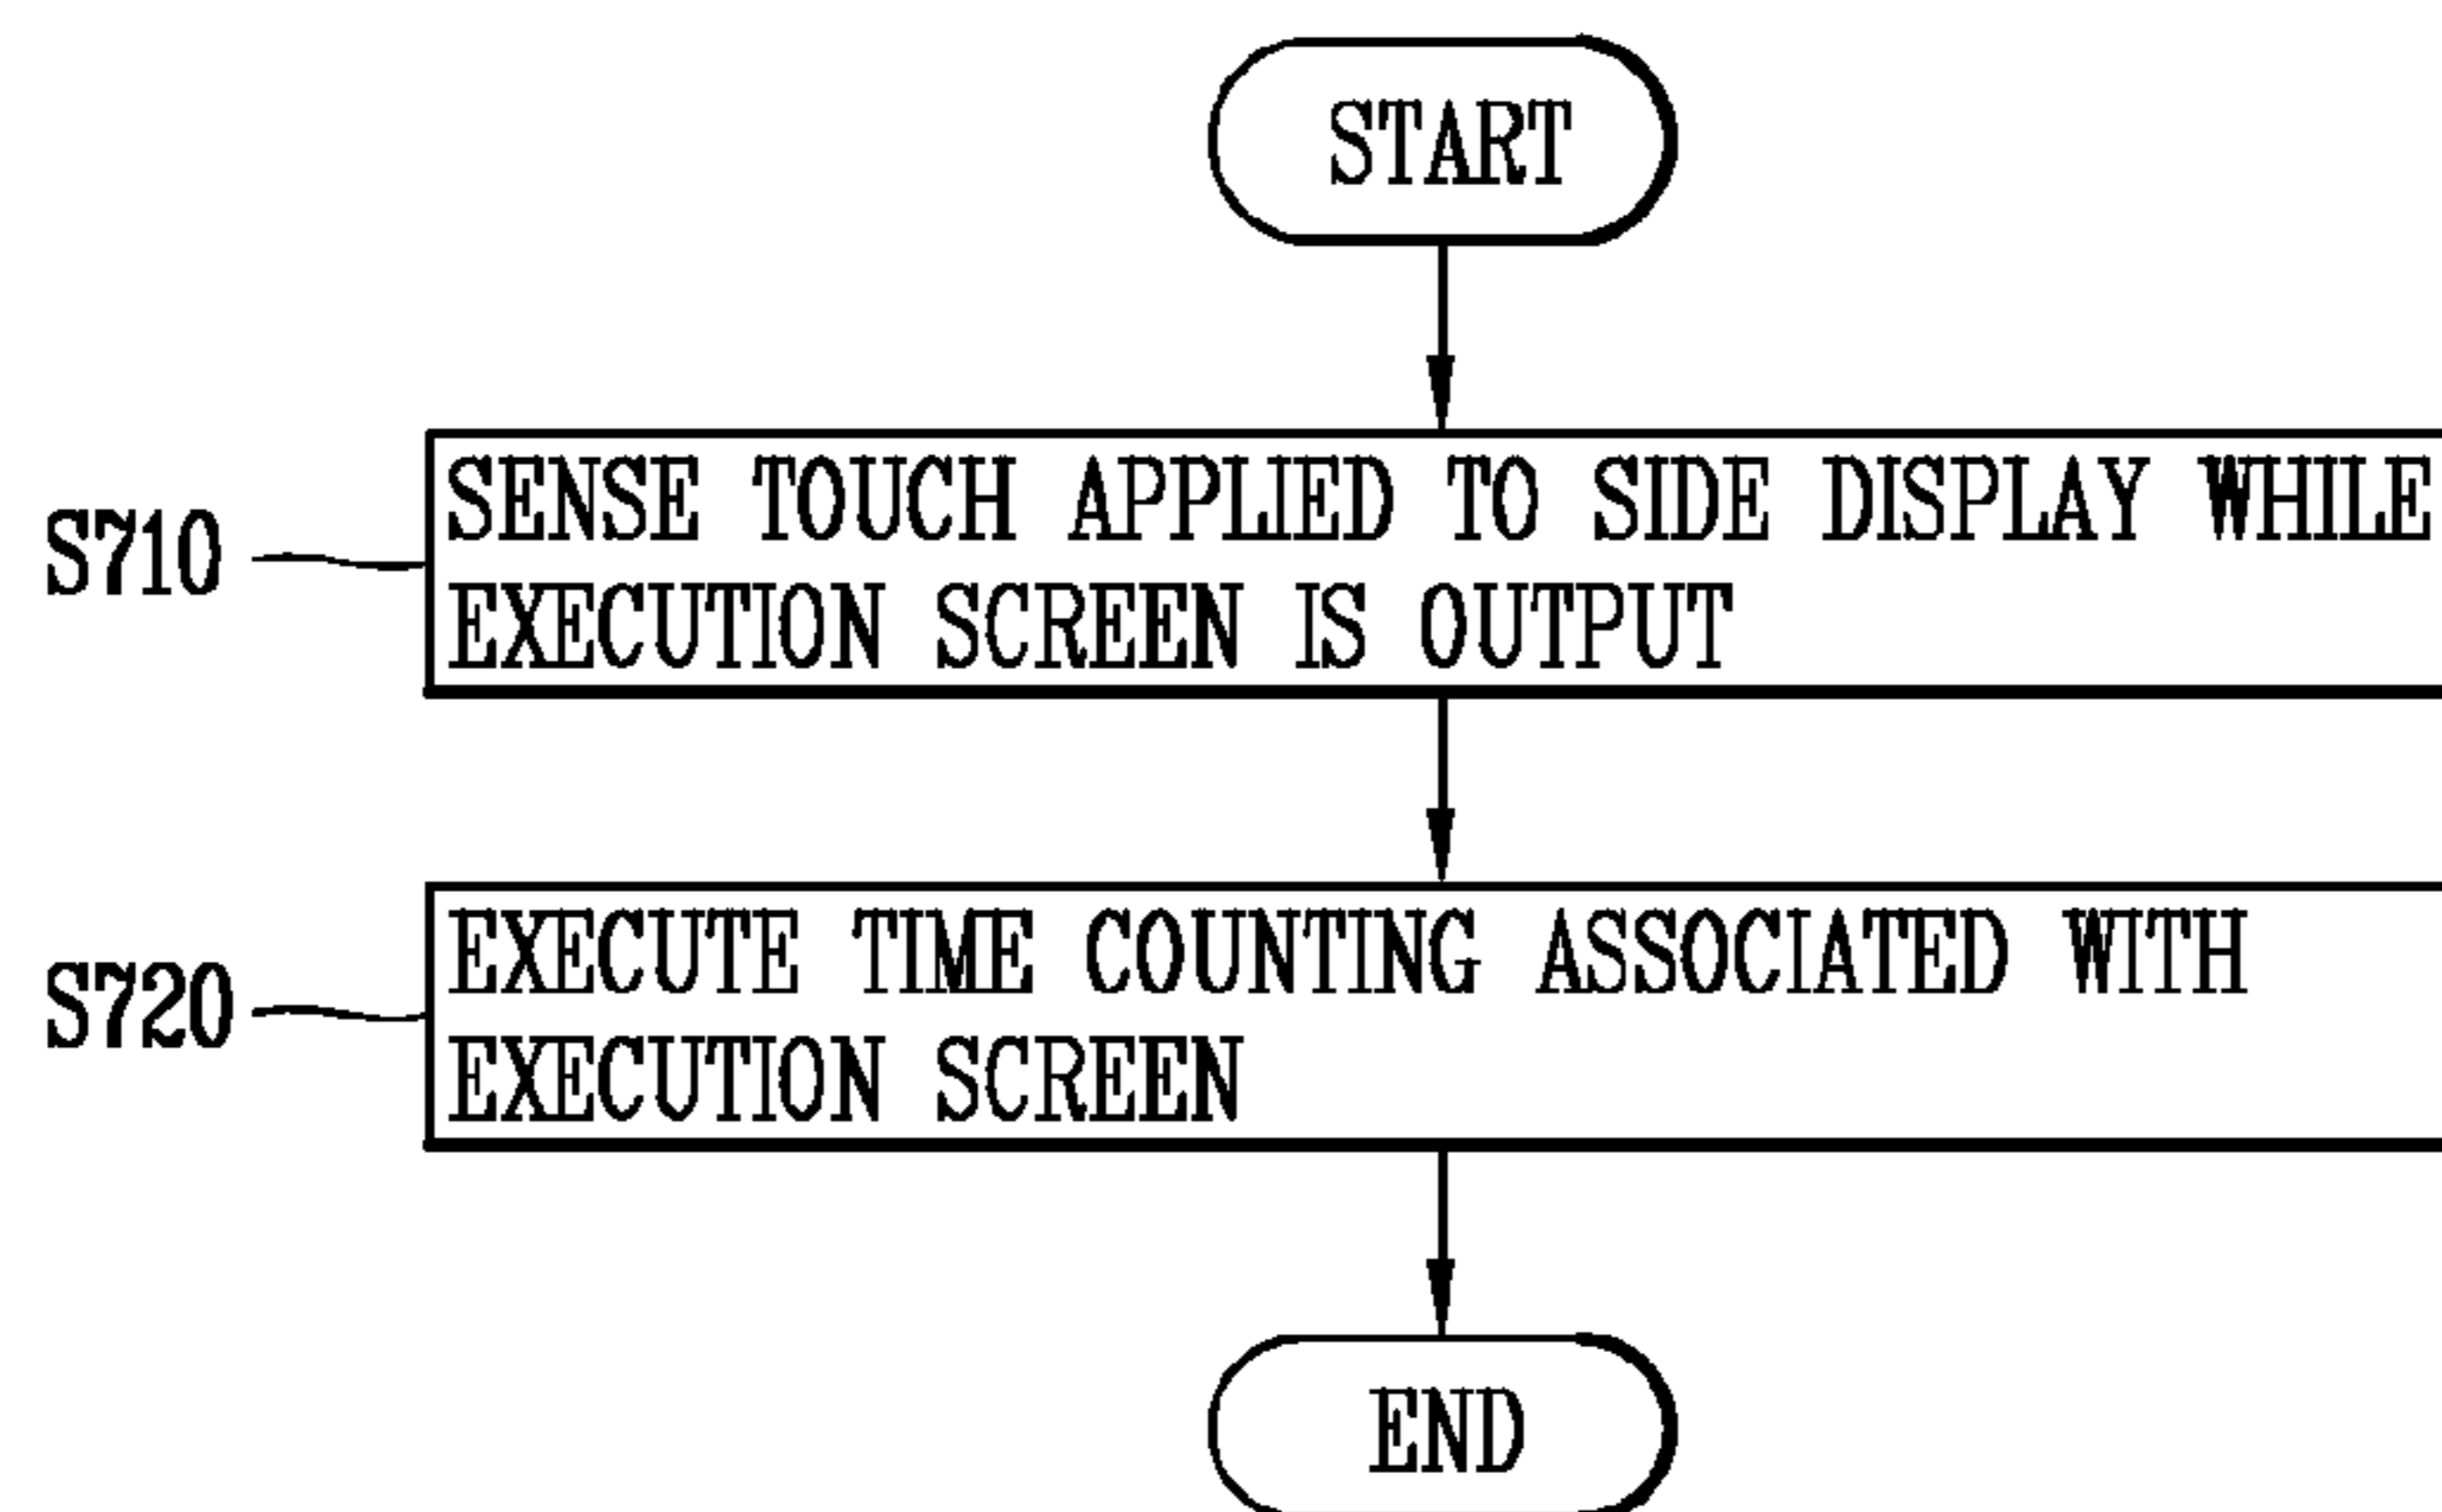 START
S710
SENSE TOUCH APPLIED TO SIDE DISPLAY WHILE
EXECUTION SCREEN IS OUTPUT
S720
EXECUTE TIME COUNTING ASSOCIATED WITH
EXECUTION SCREEN
END